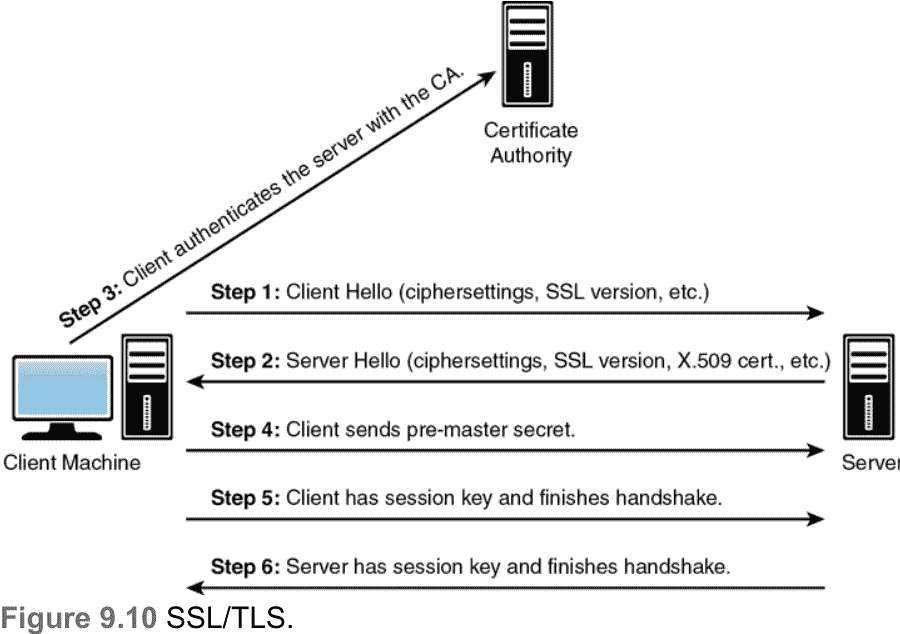 Certificate
Authority
Step 3: Client authenticates the server with the CA.
Step 1: Client Hello (ciphersettings, SSL version, etc.)
Step 2: Server Hello (ciphersettings, SSL version, X.509 cert., etc.)
Step 4: Client sends pre-master secret.
Client Machine
Server
Step 5: Client has session key and finishes handshake.
Step 6: Server has session key and finishes handshake.
Figure 9.10 SSL/TLS.